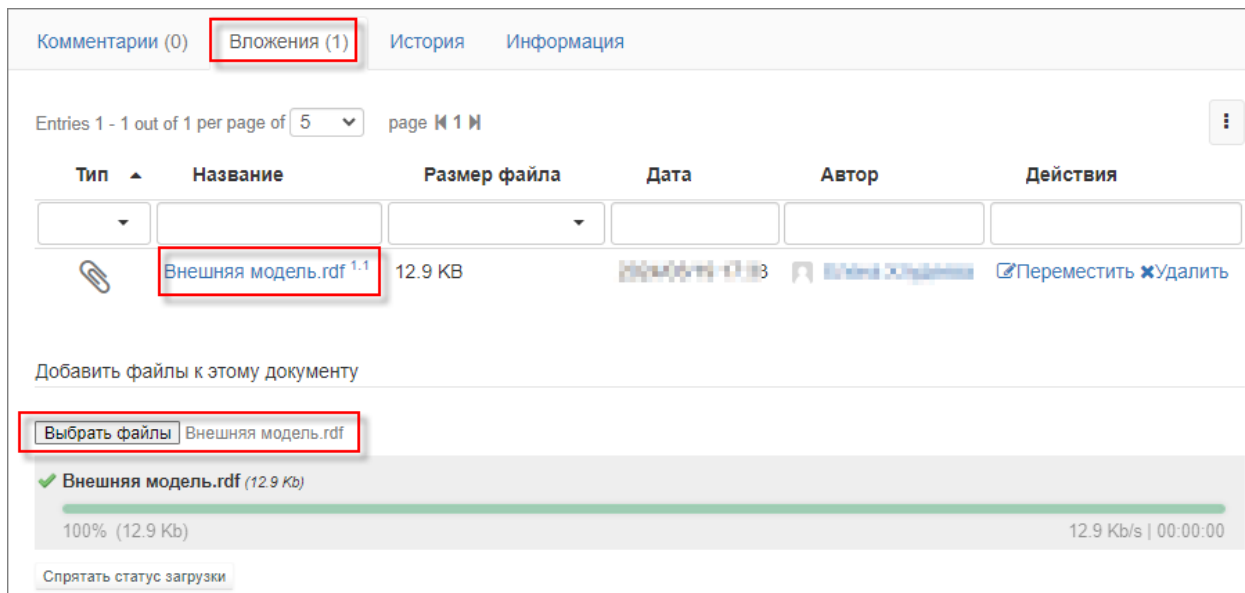 Комментарии (0) Вложения (1) История Информация
Entries 1 - 1 out of 1 per page of 5 page 1
Тип Название Размер файла Дата Автор Действия
Внешняя модель.rdf 1.1 12.9 KB Переместить Удалить
Добавить файлы к этому документу
Выбрать файлы Внешняя модель.rdf
Внешняя модель.rdf (12.9 Kb)
100% (12.9 Kb) 12.9 Kb/s | 00:00:00
Спрятать статус загрузки